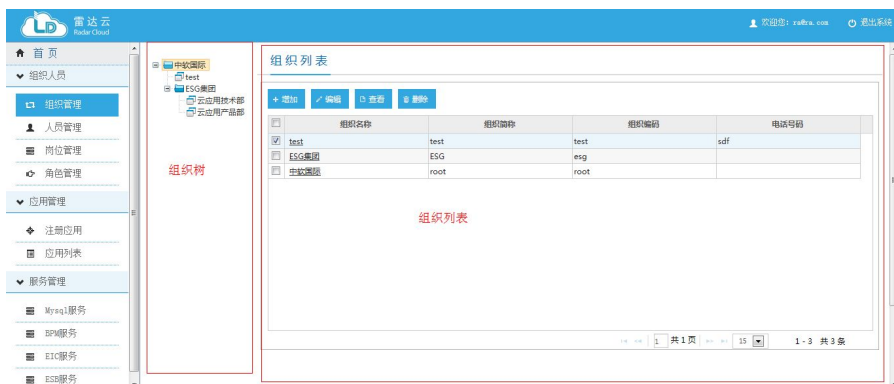 雷达云
Radar Cloud
欢迎您: ra@ra.com
退出系统
首 页
组织人员
组织管理
人员管理
岗位管理
角色管理
应用管理
注册应用
应用列表
服务管理
Mysql服务
BPM服务
EIC服务
ESB服务
中软国际
test
ESG集团
云应用技术部
云应用产品部
组织树
组织列表
+ 增加 编辑 查看 删除
组织名称 组织简称 组织编码 电话号码
test test test sdf
ESG集团 ESG esg
中软国际 root root
组织列表
1 共 1 页 15 1 - 3 共 3 条